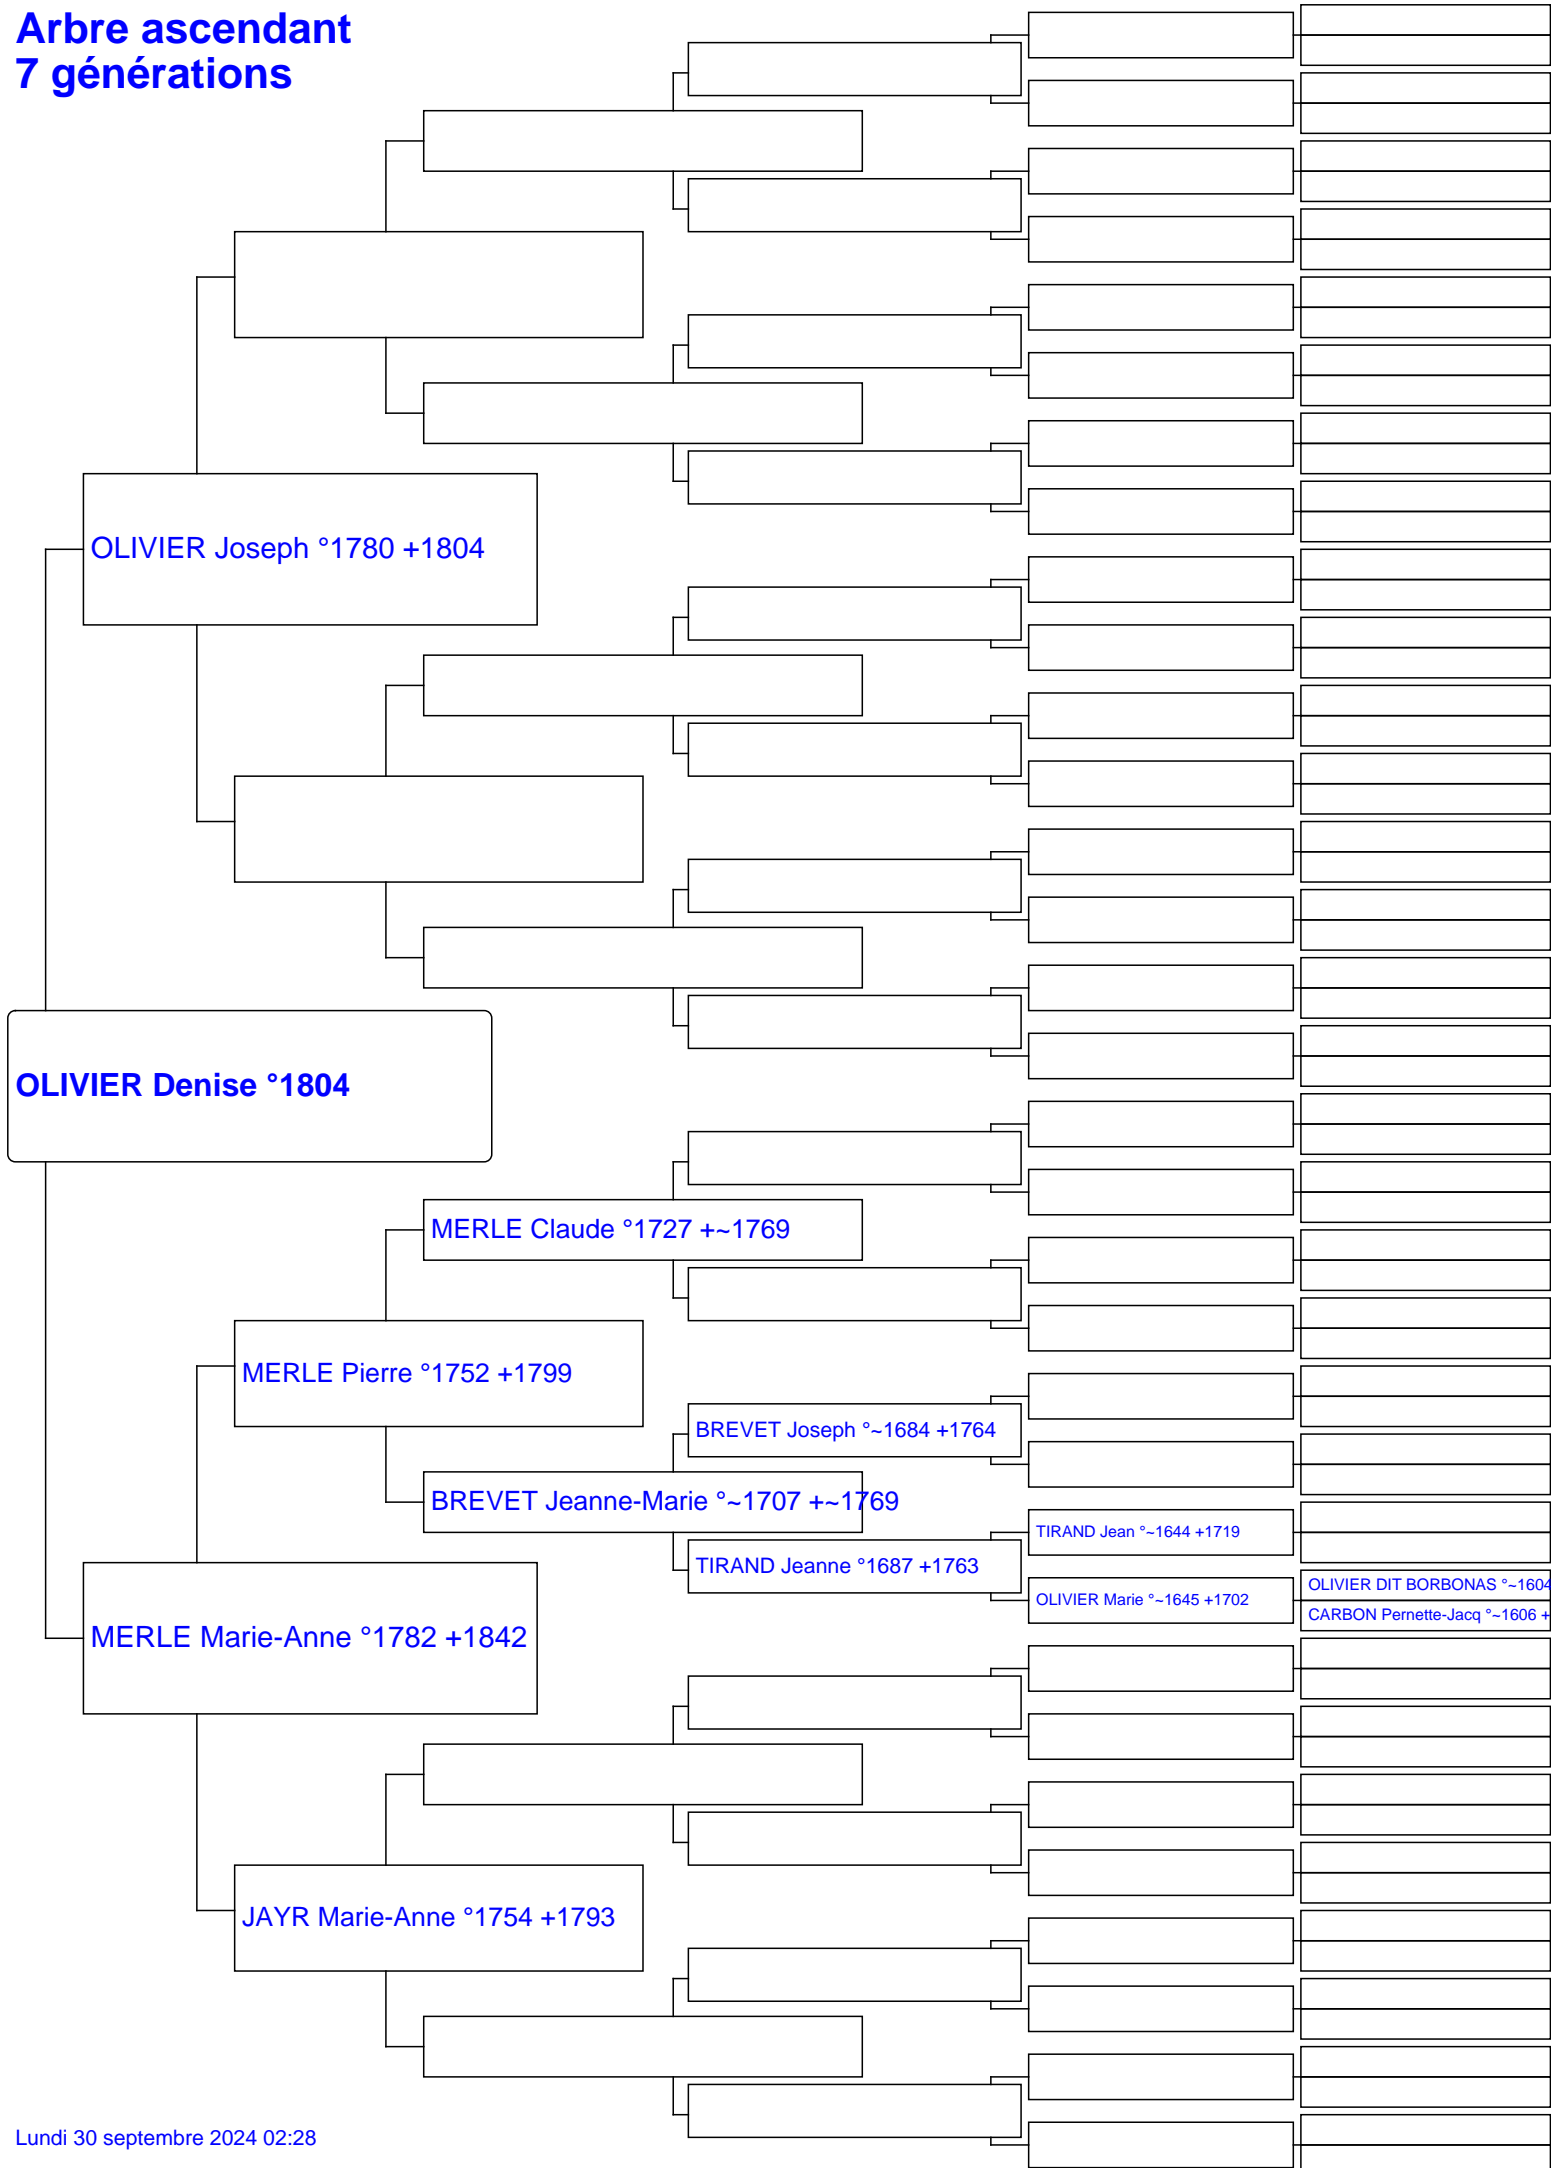 Arbre ascendant
7 générations
OLIVIER Joseph °1780 +1804
OLIVIER Denise °1804
MERLE Claude °1727 +~1769
MERLE Pierre °1752 +1799
BREVET Joseph °~1684 +1764
BREVET Jeanne-Marie °~1707 +~1769
TIRAND Jean °~1644 +1719
TIRAND Jeanne °1687 +1763
OLIVIER DIT BORBONAS °~1604
OLIVIER Marie °~1645 +1702
CARBON Pernette-Jacq °~1606 +
MERLE Marie-Anne °1782 +1842
JAYR Marie-Anne °1754 +1793
Lundi 30 septembre 2024 02:28